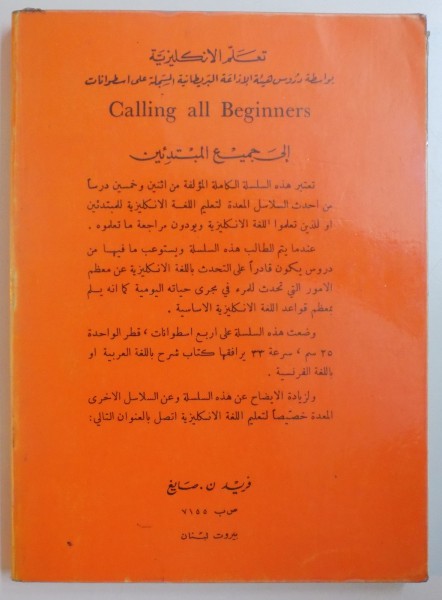 تعلم الانكليزية
بواسطة دروس هيئة الاذاعة البريطانية المسجلة على اسطوانات
Calling all Beginners
إلى جميع المبتدئين
تعتبر هذه السلسلة الكاملة المؤلفة من اثنين وخمسين درساً
من احدث السلاسل المعدة لتعليم اللغة الانكليزية للمبتدئين
او للذين تعلموا اللغة الانكليزية ويودون مراجعة ما تعلموه .
عندما يتم الطالب هذه السلسلة ويستوعب ما فيها من
دروس يكون قادراً على التحدث باللغة الانكليزية عن معظم
الامور التي تحدث للمرء في مجرى حياته اليومية كما انه يلم
بمعظم قواعد اللغة الانكليزية الاساسية .
وضعت هذه السلسلة على اربع اسطوانات ، قطر الواحدة
٢٥ سم ، سرعة ٣٣ يرافقها كتاب شرح باللغة العربية او
باللغة الفرنسية .
ولزيادة الايضاح عن هذه السلسلة وعن السلاسل الاخرى
المعدة خصّيصاً لتعليم اللغة الانكليزية اتصل بالعنوان التالي:
فريد ن. صايغ
ص ب ٧١٥٥
بيروت لبنان